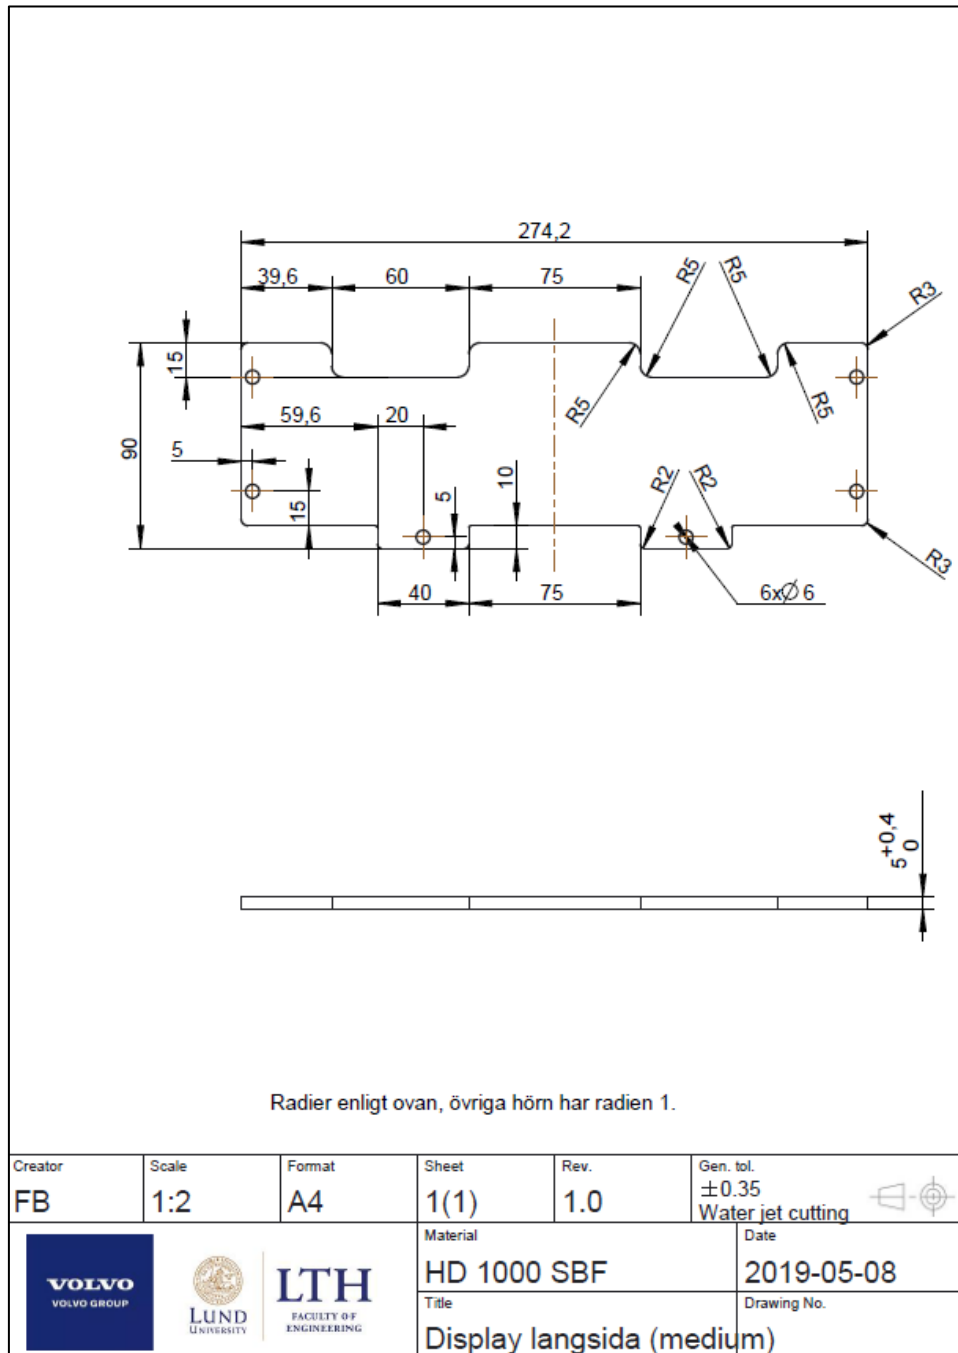 274,2
39,6
60
75
R5
R5
R3
15
R5
R5
90
59,6
20
5
15
5
10
R2
R2
R3
40
75
6xØ 6
5 +0,4 0
Radier enligt ovan, övriga hörn har radien 1.
Creator
Scale
Format
Sheet
Rev.
Gen. tol.
FB
1:2
A4
1(1)
1.0
±0.35
Water jet cutting
Material
Date
HD 1000 SBF
2019-05-08
Title
Drawing No.
Display langsida (medium)
VOLVO
VOLVO GROUP
LUND
UNIVERSITY
LTH
FACULTY OF
ENGINEERING